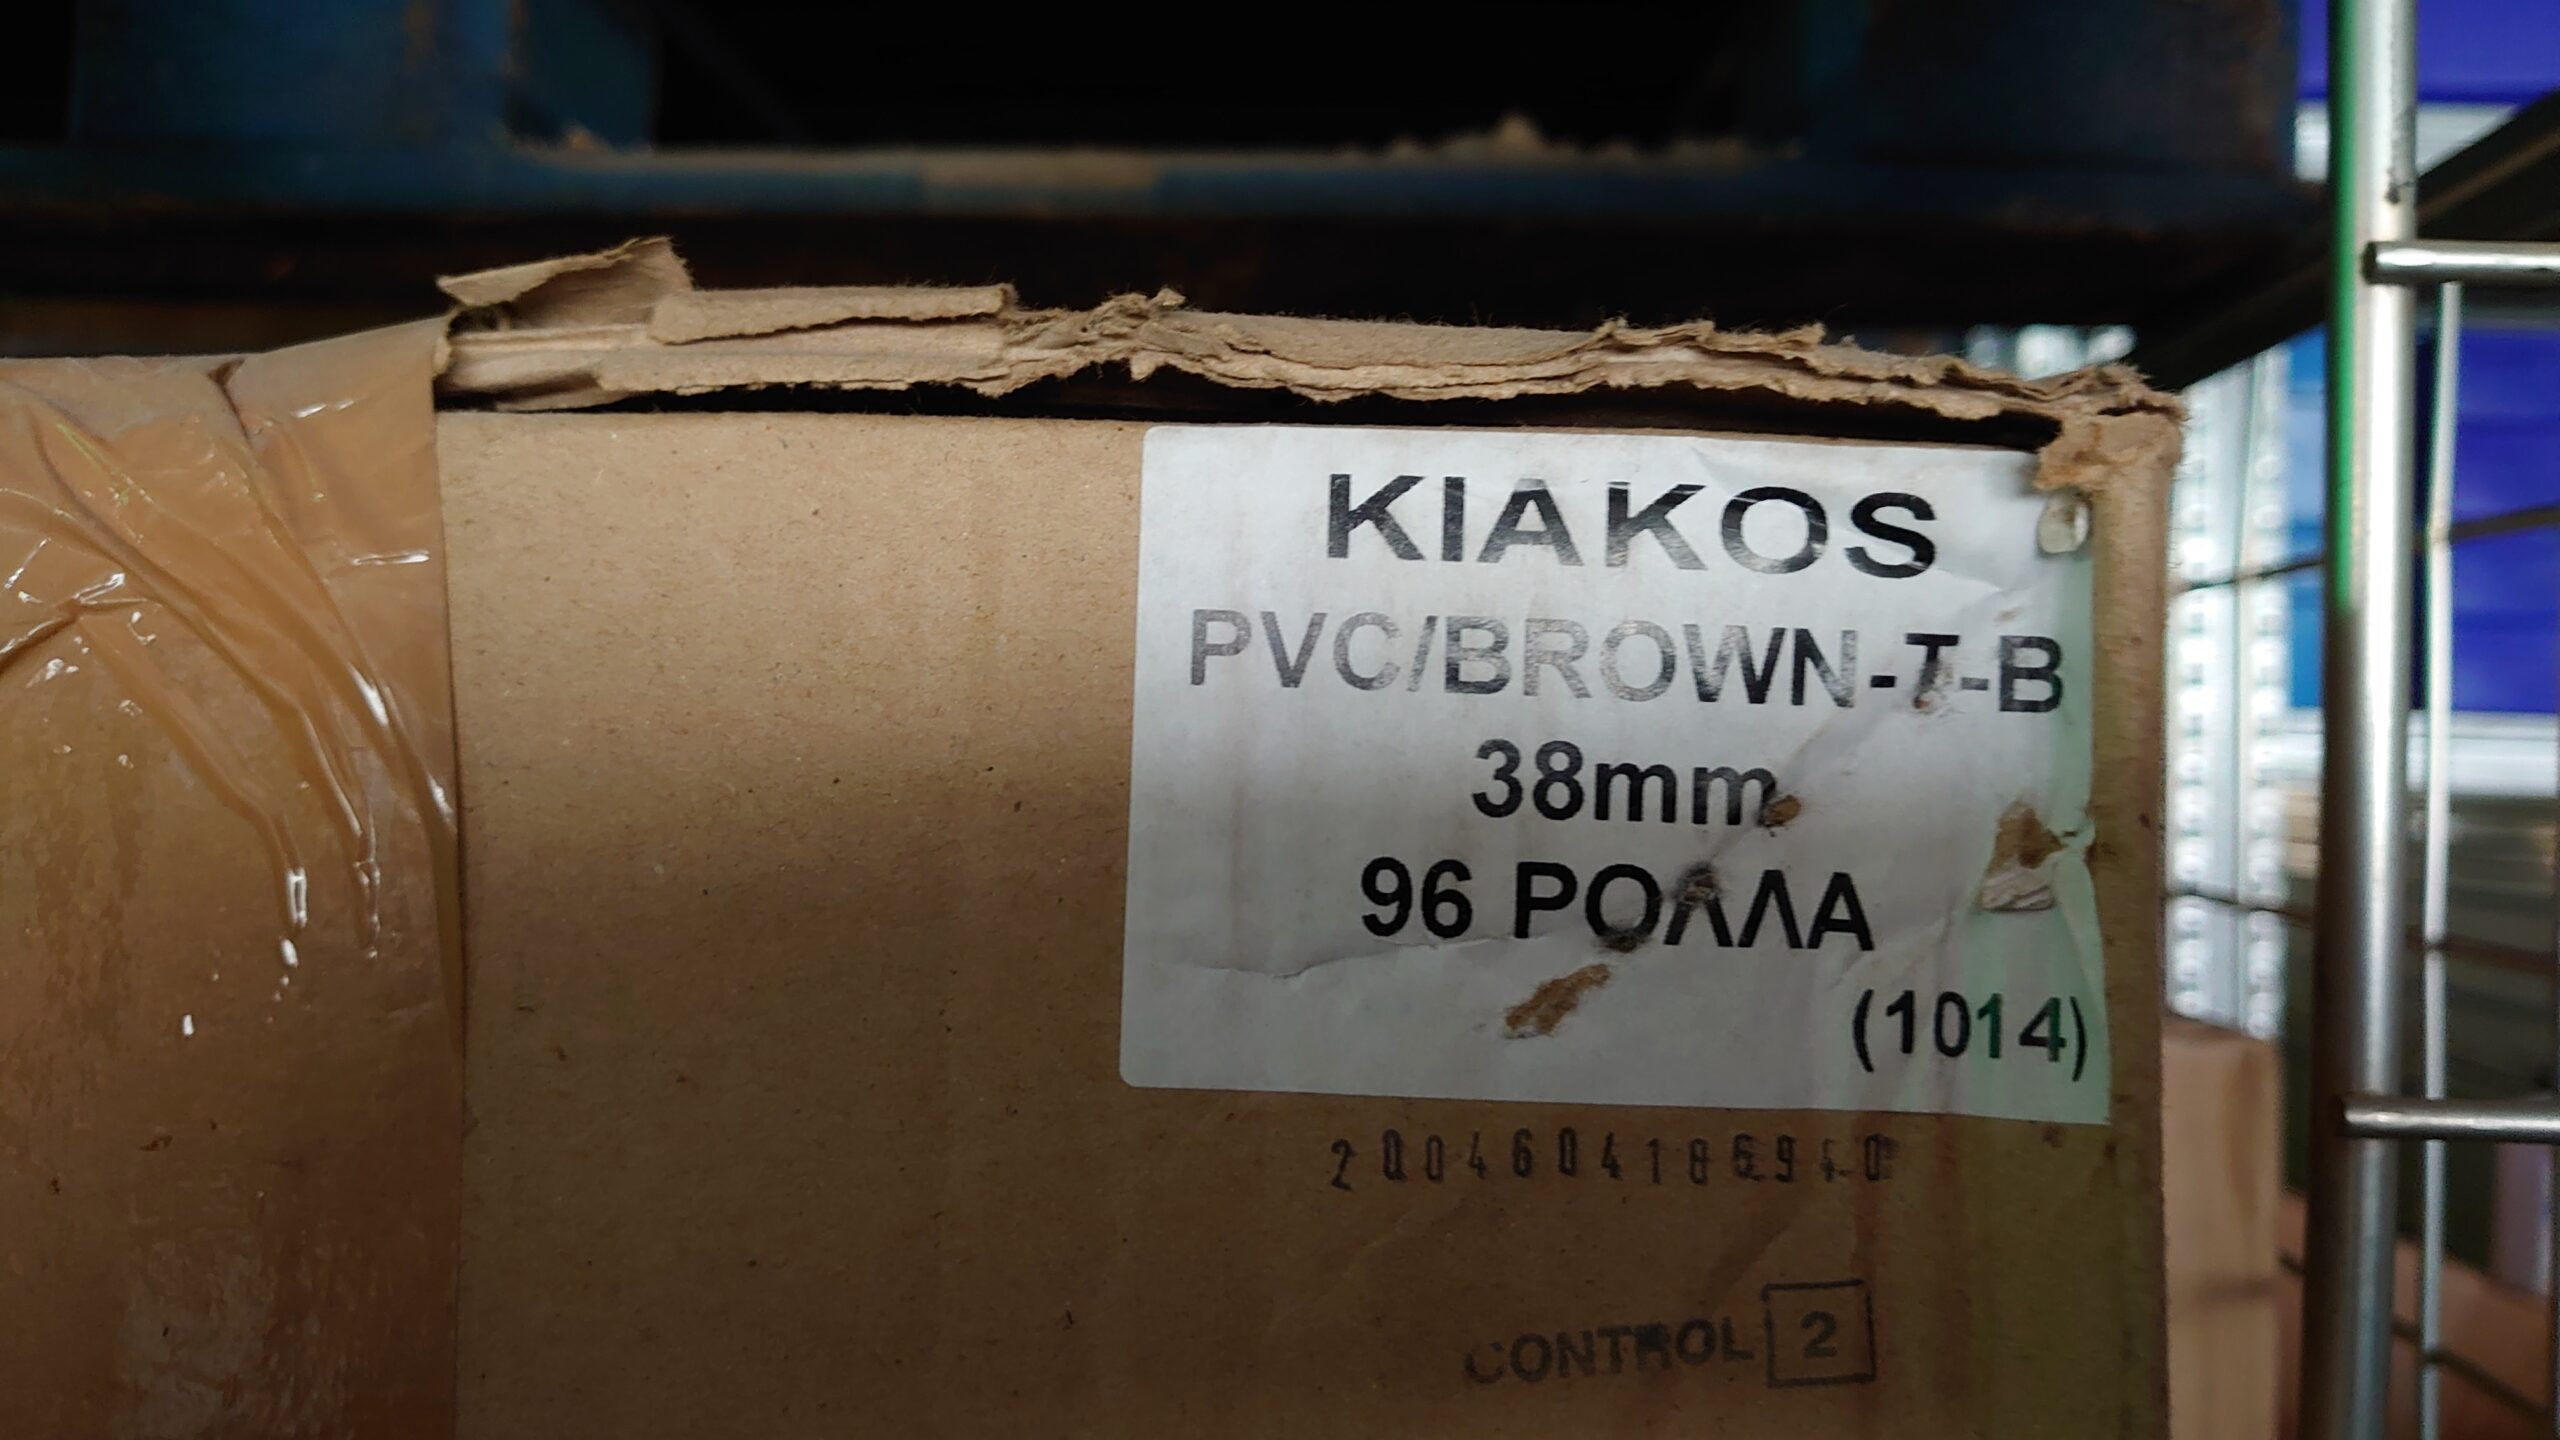 KIAKOS
PVC/BROWN-T-B
38mm
96 ΡΟΛΛΑ
(1014)
CONTROL 2